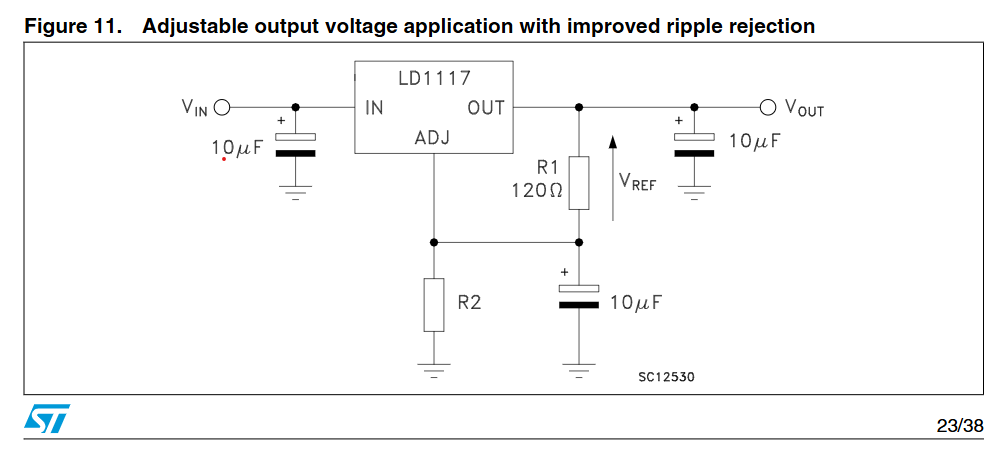 Figure 11. Adjustable output voltage application with improved ripple rejection
LD1117
VIN
IN
OUT
VOUT
+
10μF
ADJ
R1
120Ω
VREF
+
10μF
R2
+
10μF
SC12530
ST
23/38